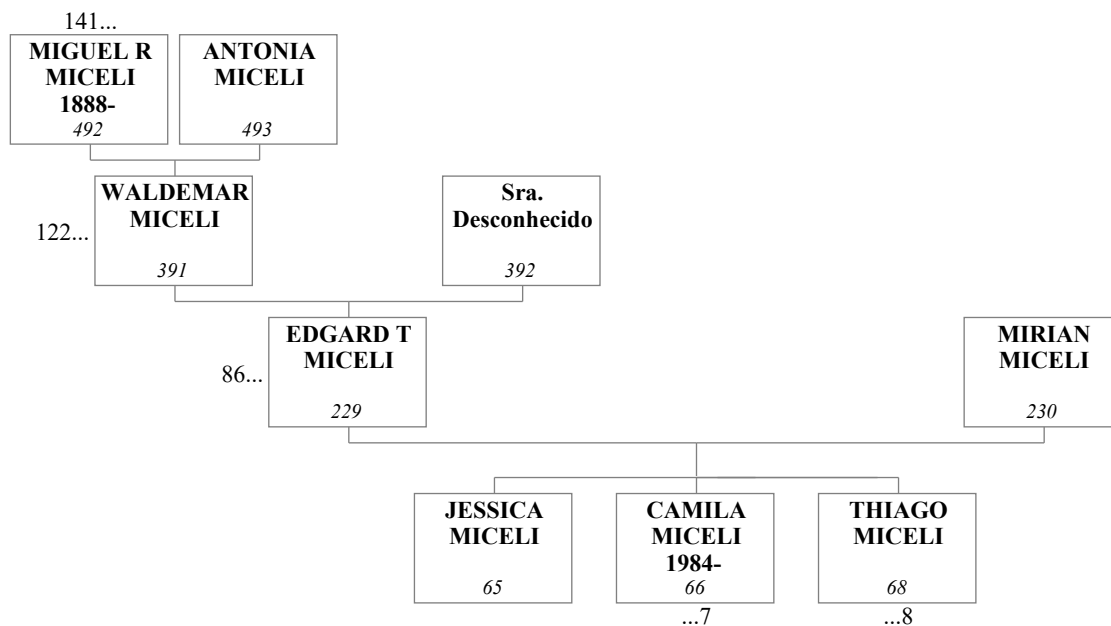 141...
MIGUEL R
MICELI
1888-
492
ANTONIA
MICELI
493
122...
WALDEMAR
MICELI
391
Sra.
Desconhecido
392
86...
EDGARD T
MICELI
229
MIRIAN
MICELI
230
JESSICA
MICELI
65
CAMILA
MICELI
1984-
66
...7
THIAGO
MICELI
68
...8